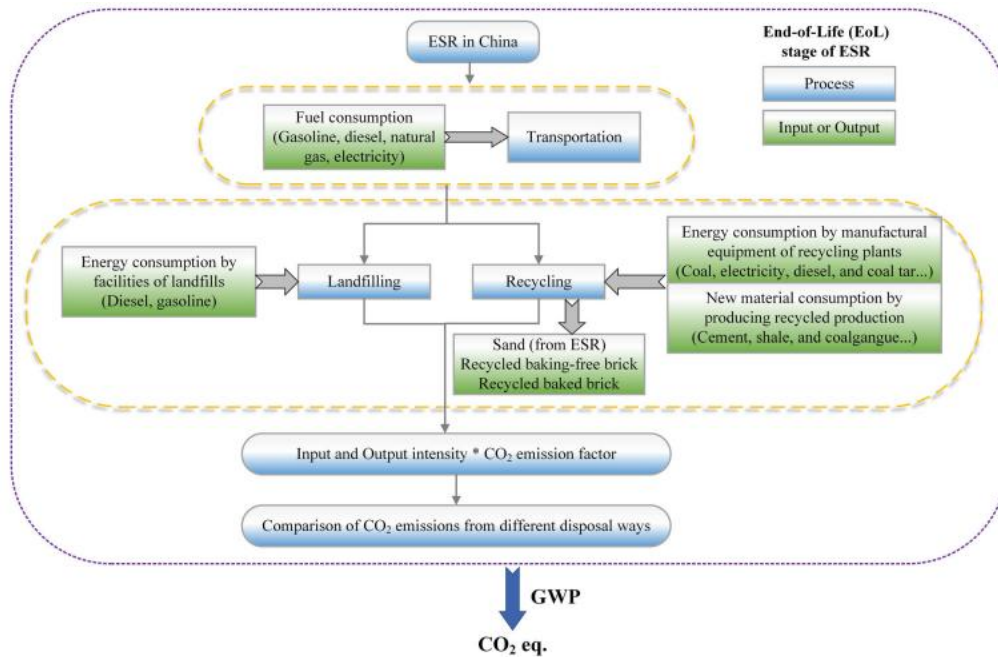 ESR in China
End-of-Life (EoL)
stage of ESR
Process
Input or Output
Fuel consumption
(Gasoline, diesel, natural
gas, electricity)
Transportation
Energy consumption by
facilities of landfills
(Diesel, gasoline)
Landfilling
Recycling
Energy consumption by manufactural
equipment of recycling plants
(Coal, electricity, diesel, and coal tar...)
New material consumption by
producing recycled production
(Cement, shale, and coalgangue...)
Sand (from ESR)
Recycled baking-free brick
Recycled baked brick
Input and Output intensity * CO₂ emission factor
Comparison of CO₂ emissions from different disposal ways
GWP
CO₂ eq.